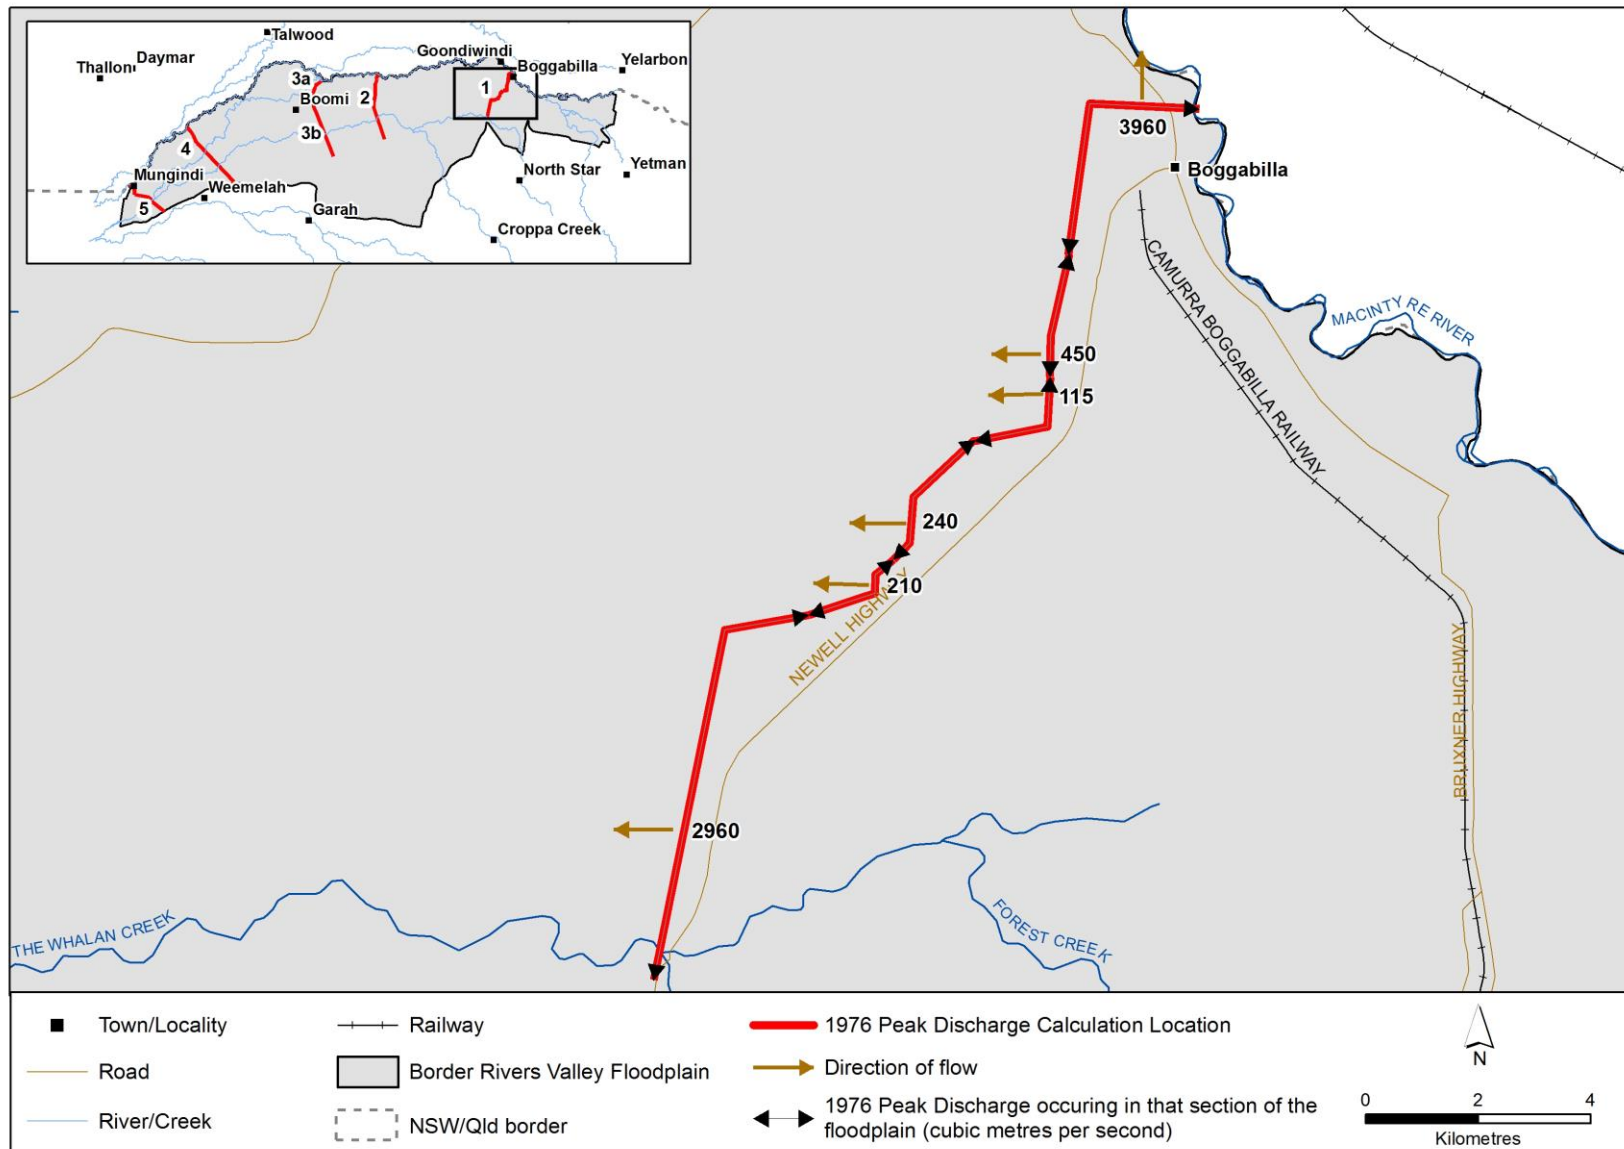 Talwood
Daymar
Thallon
Goondiwindi
Yelarbon
Boggabilla
3a
1
2
Boomi
3b
4
North Star
Yetman
Mungindi
Weemelah
5
Garah
Croppa Creek
3960
Boggabilla
CAMURRA BOGGABILLA RAILWAY
MACINTY RE RIVER
450
115
240
210
NEWELL HIGHWAY
BRUXNER HIGHWAY
2960
THE WHALAN CREEK
FOREST CREEK
Town/Locality
Railway
1976 Peak Discharge Calculation Location
Road
Border Rivers Valley Floodplain
Direction of flow
River/Creek
NSW/Qld border
1976 Peak Discharge occuring in that section of the
floodplain (cubic metres per second)
N
0 2 4
Kilometres